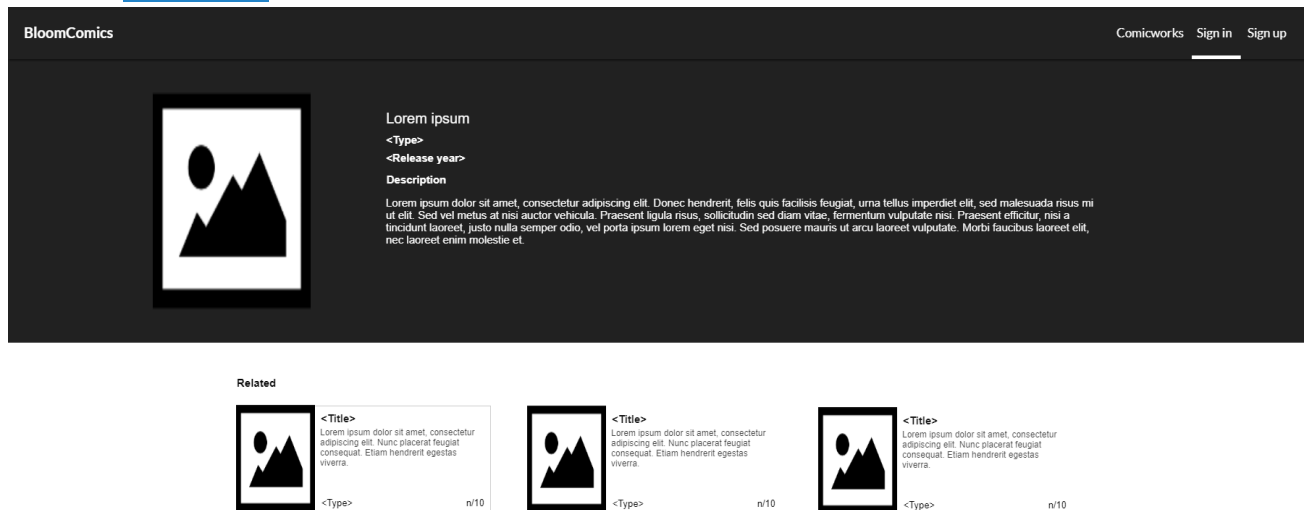 BloomComics
Comicworks Sign in Sign up
Lorem ipsum
<Type>
<Release year>
Description
Lorem ipsum dolor sit amet, consectetur adipiscing elit. Donec hendrerit, felis quis facilisis feugiat, urna tellus imperdiet elit, sed malesuada risus mi
ut elit. Sed vel metus at nisi auctor vehicula. Praesent ligula risus, sollicitudin sed diam vitae, fermentum vulputate nisi. Praesent efficitur, nisi a
tincidunt laoreet, justo nulla semper odio, vel porta ipsum lorem eget nisi. Sed posuere mauris ut arcu laoreet vulputate. Morbi faucibus laoreet elit,
nec laoreet enim molestie et.
Related
<Title>
Lorem ipsum dolor sit amet, consectetur
adipiscing elit. Nunc placerat feugiat
consequat. Etiam hendrerit egestas
viverra.
<Type> n/10
<Title>
Lorem ipsum dolor sit amet, consectetur
adipiscing elit. Nunc placerat feugiat
consequat. Etiam hendrerit egestas
viverra.
<Type> n/10
<Title>
Lorem ipsum dolor sit amet, consectetur
adipiscing elit. Nunc placerat feugiat
consequat. Etiam hendrerit egestas
viverra.
<Type> n/10